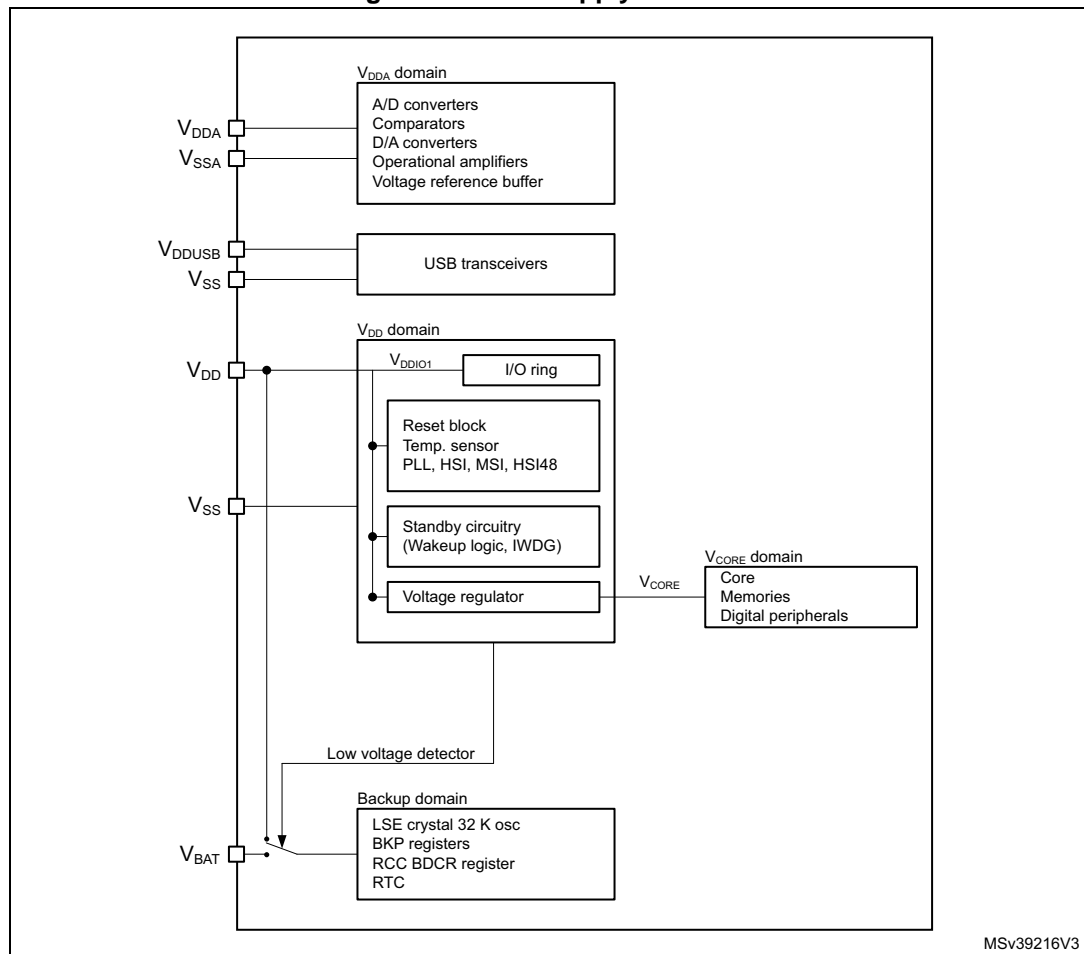 V_DDA domain
A/D converters
Comparators
D/A converters
Operational amplifiers
Voltage reference buffer
V_DDA
V_SSA
V_DDUSB
V_SS
USB transceivers
V_DD domain
V_DD
V_DDIO1
I/O ring
Reset block
Temp. sensor
PLL, HSI, MSI, HSI48
V_SS
Standby circuitry
(Wakeup logic, IWDG)
Voltage regulator
V_CORE
V_CORE domain
Core
Memories
Digital peripherals
Low voltage detector
Backup domain
LSE crystal 32 K osc
BKP registers
RCC BDCR register
RTC
V_BAT
MSv39216V3